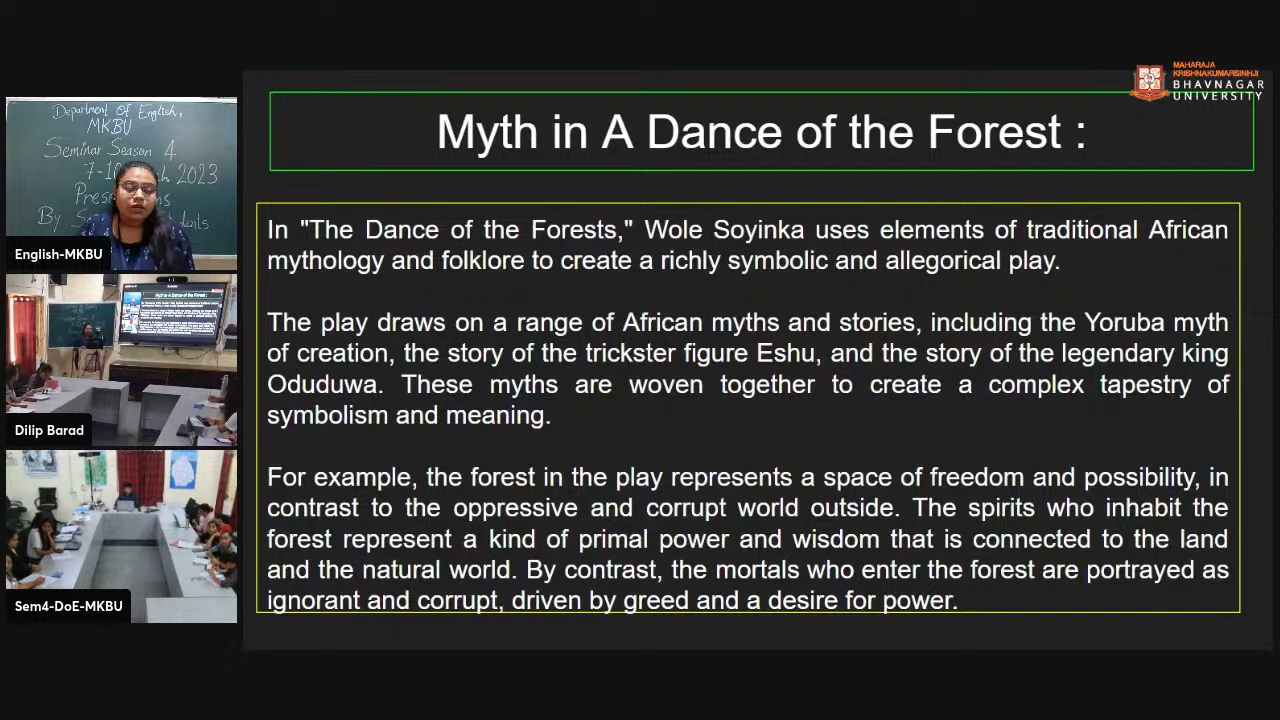 MAHARAJA
KRISHNAKUMARSINHJI
BHAVNAGAR
UNIVERSITY
Myth in A Dance of the Forest :
In "The Dance of the Forests," Wole Soyinka uses elements of traditional African
mythology and folklore to create a richly symbolic and allegorical play.
The play draws on a range of African myths and stories, including the Yoruba myth
of creation, the story of the trickster figure Eshu, and the story of the legendary king
Oduduwa. These myths are woven together to create a complex tapestry of
symbolism and meaning.
For example, the forest in the play represents a space of freedom and possibility, in
contrast to the oppressive and corrupt world outside. The spirits who inhabit the
forest represent a kind of primal power and wisdom that is connected to the land
and the natural world. By contrast, the mortals who enter the forest are portrayed as
ignorant and corrupt, driven by greed and a desire for power.
Department of English,
MKBU
Seminar Season 4
2023
By
English-MKBU
Myth in A Dance of the Forest :
Dilip Barad
Sem4-DoE-MKBU